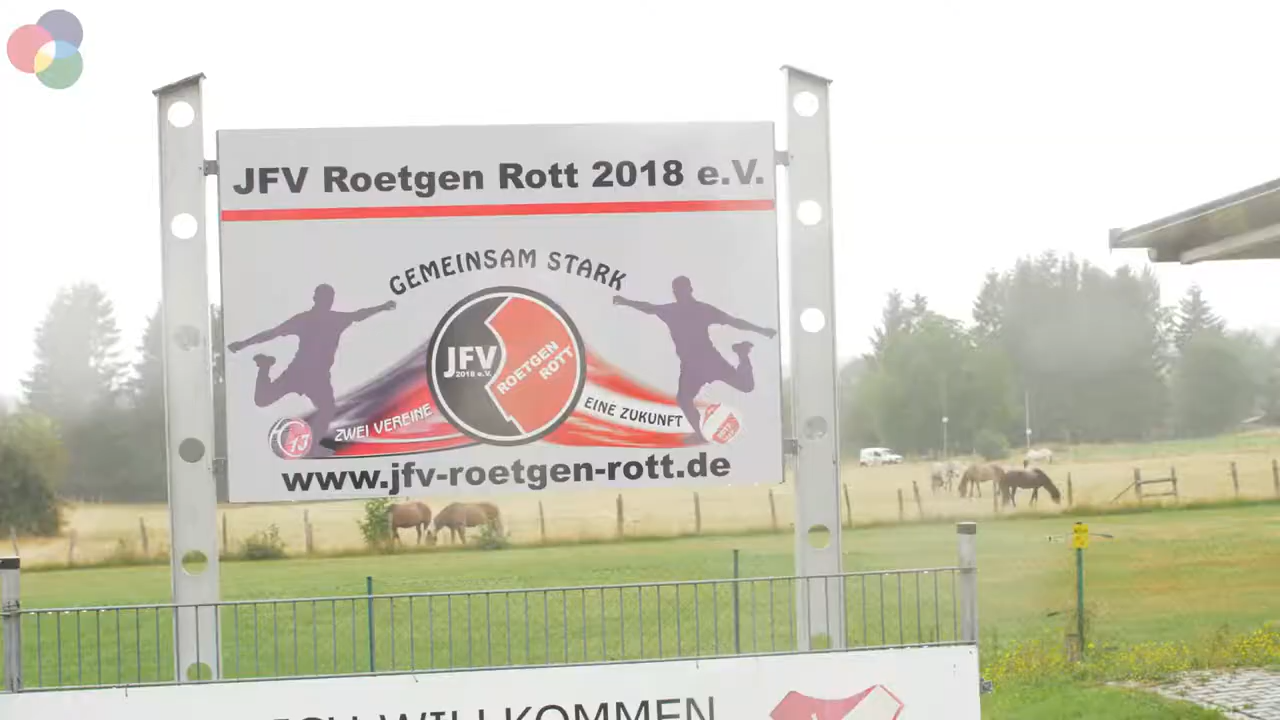 JFV Roetgen Rott 2018 e.V.
GEMEINSAM STARK
JFV
2018 e.V.
ROETGEN
ROTT
ZWEI VEREINE
EINE ZUKUNFT
www.jfv-roetgen-rott.de
WILLKOMMEN